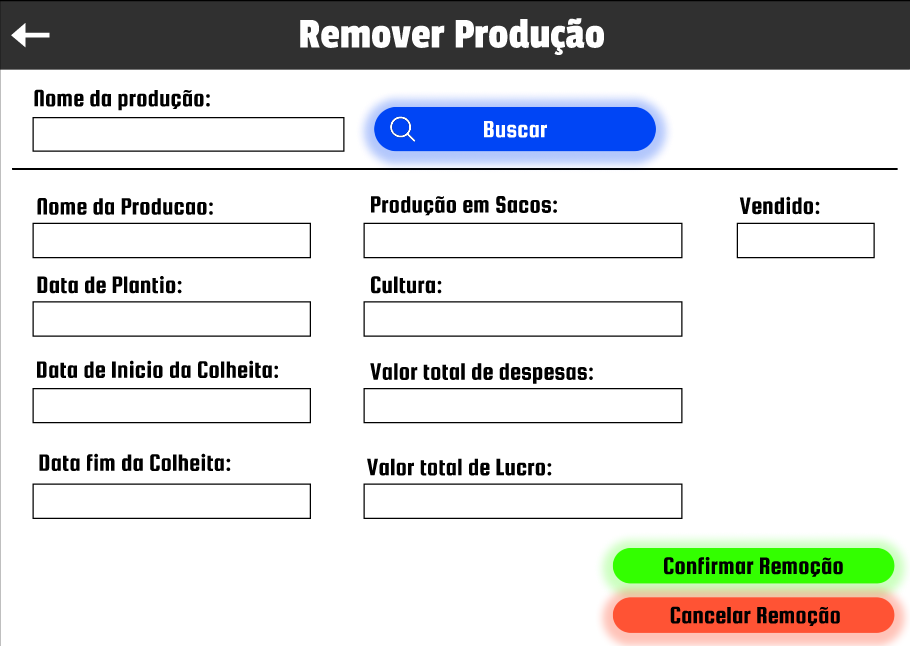 Remover Produção
Nome da produção:
Buscar
Nome da Producao:
Produção em Sacos:
Vendido:
Data de Plantio:
Cultura:
Data de Inicio da Colheita:
Valor total de despesas:
Data fim da Colheita:
Valor total de Lucro:
Confirmar Remoção
Cancelar Remoção